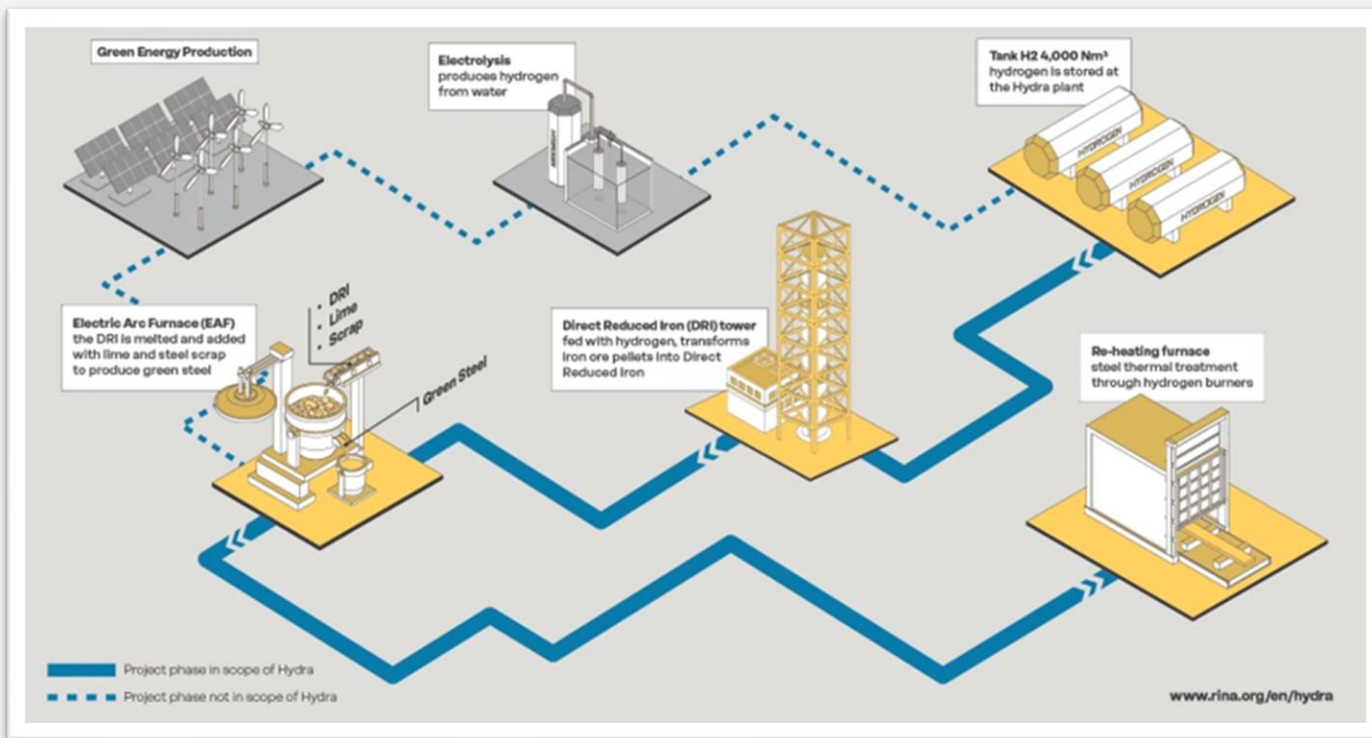 Green Energy Production
Electrolysis
produces hydrogen
from water
Tank H2 4,000 Nm³
hydrogen is stored at
the Hydra plant
HYDROGEN
HYDROGEN
HYDROGEN
HYDROGEN
Electric Arc Furnace (EAF)
the DRI is melted and added
with lime and steel scrap
to produce green steel
• DRI
• Lime
• Scrap
Green Steel
Direct Reduced Iron (DRI) tower
fed with hydrogen, transforms
iron ore pellets into Direct
Reduced Iron
Re-heating furnace
steel thermal treatment
through hydrogen burners
Project phase in scope of Hydra
Project phase not in scope of Hydra
www.rina.org/en/hydra